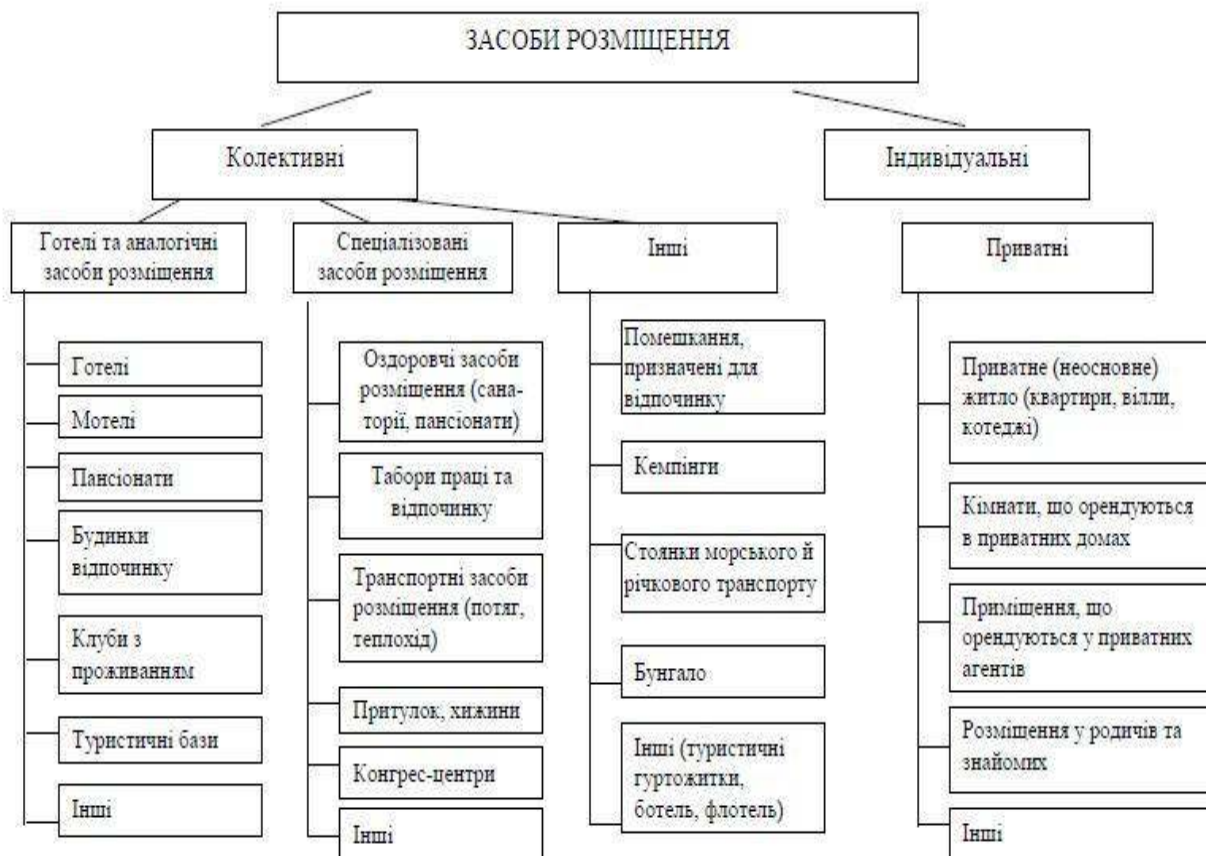 ЗАСОБИ РОЗМІЩЕННЯ
Колективні
Індивідуальні
Готелі та аналогічні
засоби розміщення
Спеціалізовані
засоби розміщення
Інші
Приватні
Готелі
Мотелі
Пансіонати
Будинки
відпочинку
Клуби з
проживанням
Туристичні бази
Інші
Оздоровчі засоби
розміщення (сана-
торії, пансіонати)
Табори праці та
відпочинку
Транспортні засоби
розміщення (потяг,
теплохід)
Притулок, хижини
Конгрес-центри
Інші
Помешкання,
призначені для
відпочинку
Кемпінги
Стоянки морського й
річкового транспорту
Бунгало
Інші (туристичні
гуртожитки,
ботель, флотель)
Приватне (неосновне)
житло (квартири, вілли,
котеджі)
Кімнати, що орендуються
в приватних домах
Приміщення, що
орендуються у приватних
агентів
Розміщення у родичів та
знайомих
Інші